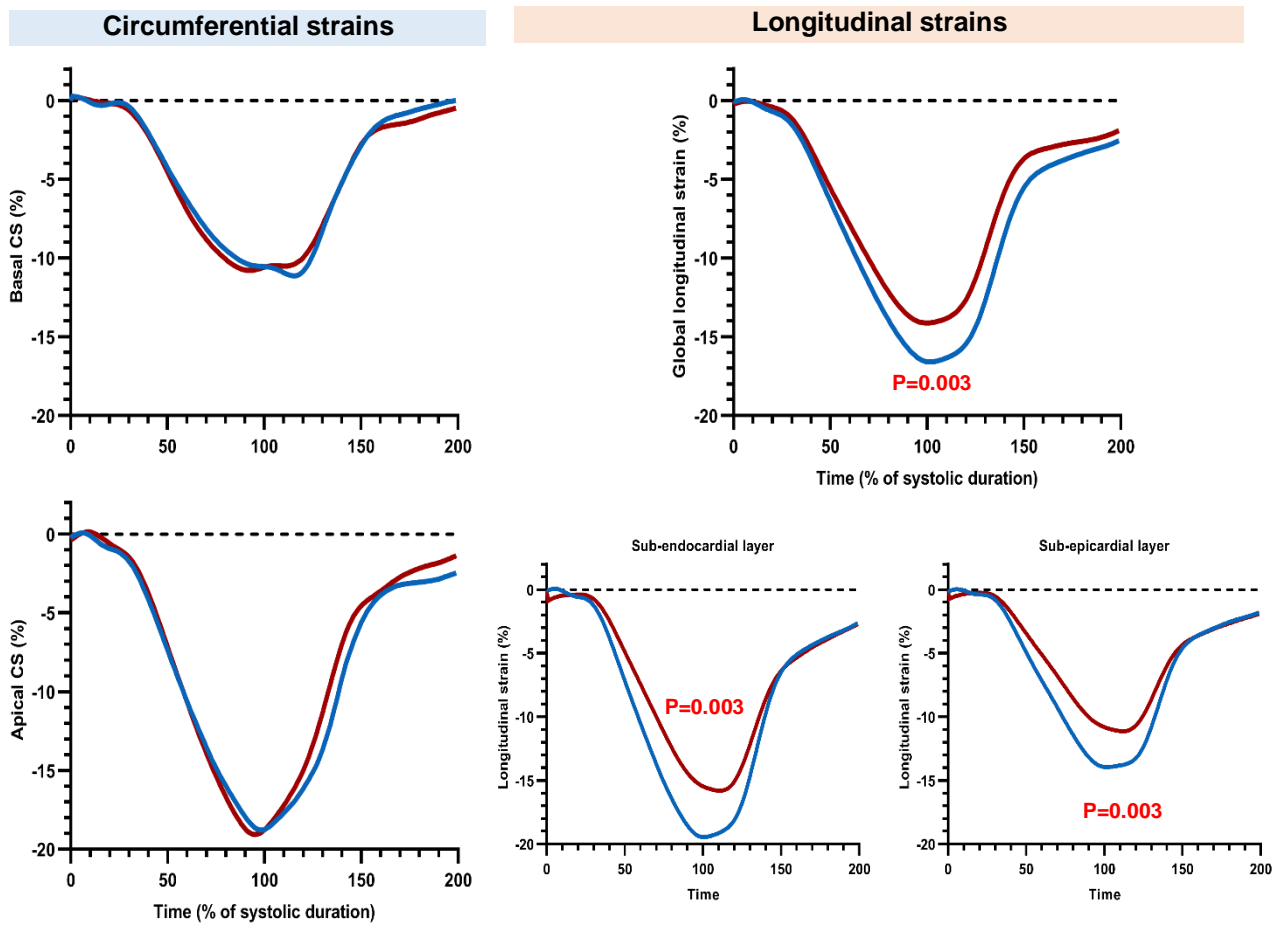 Circumferential strains
Longitudinal strains
Basal CS (%)
0
-5
-10
-15
-20
0 50 100 150 200
Global longitudinal strain (%)
0
-5
-10
-15
-20
P=0.003
0 50 100 150 200
Time (% of systolic duration)
Apical CS (%)
0
-5
-10
-15
-20
0 50 100 150 200
Time (% of systolic duration)
Sub-endocardial layer
Longitudinal strain (%)
0
-5
-10
-15
-20
P=0.003
0 50 100 150 200
Time
Sub-epicardial layer
Longitudinal strain (%)
0
-5
-10
-15
-20
P=0.003
0 50 100 150 200
Time